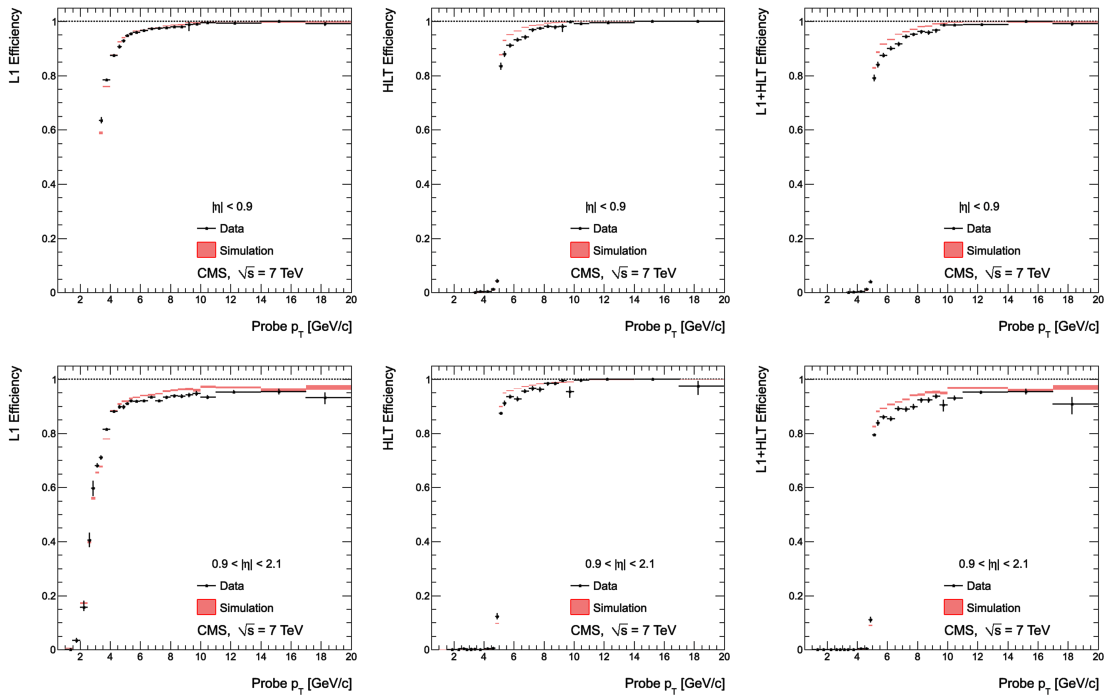 L1 Efficiency
1
0.8
0.6
0.4
0.2
0
|η| < 0.9
Data
Simulation
CMS, √s = 7 TeV
2 4 6 8 10 12 14 16 18 20
Probe pT [GeV/c]
HLT Efficiency
1
0.8
0.6
0.4
0.2
0
|η| < 0.9
Data
Simulation
CMS, √s = 7 TeV
2 4 6 8 10 12 14 16 18 20
Probe pT [GeV/c]
L1+HLT Efficiency
1
0.8
0.6
0.4
0.2
0
|η| < 0.9
Data
Simulation
CMS, √s = 7 TeV
2 4 6 8 10 12 14 16 18 20
Probe pT [GeV/c]
L1 Efficiency
1
0.8
0.6
0.4
0.2
0
0.9 < |η| < 2.1
Data
Simulation
CMS, √s = 7 TeV
2 4 6 8 10 12 14 16 18 20
Probe pT [GeV/c]
HLT Efficiency
1
0.8
0.6
0.4
0.2
0
0.9 < |η| < 2.1
Data
Simulation
CMS, √s = 7 TeV
2 4 6 8 10 12 14 16 18 20
Probe pT [GeV/c]
L1+HLT Efficiency
1
0.8
0.6
0.4
0.2
0
0.9 < |η| < 2.1
Data
Simulation
CMS, √s = 7 TeV
2 4 6 8 10 12 14 16 18 20
Probe pT [GeV/c]